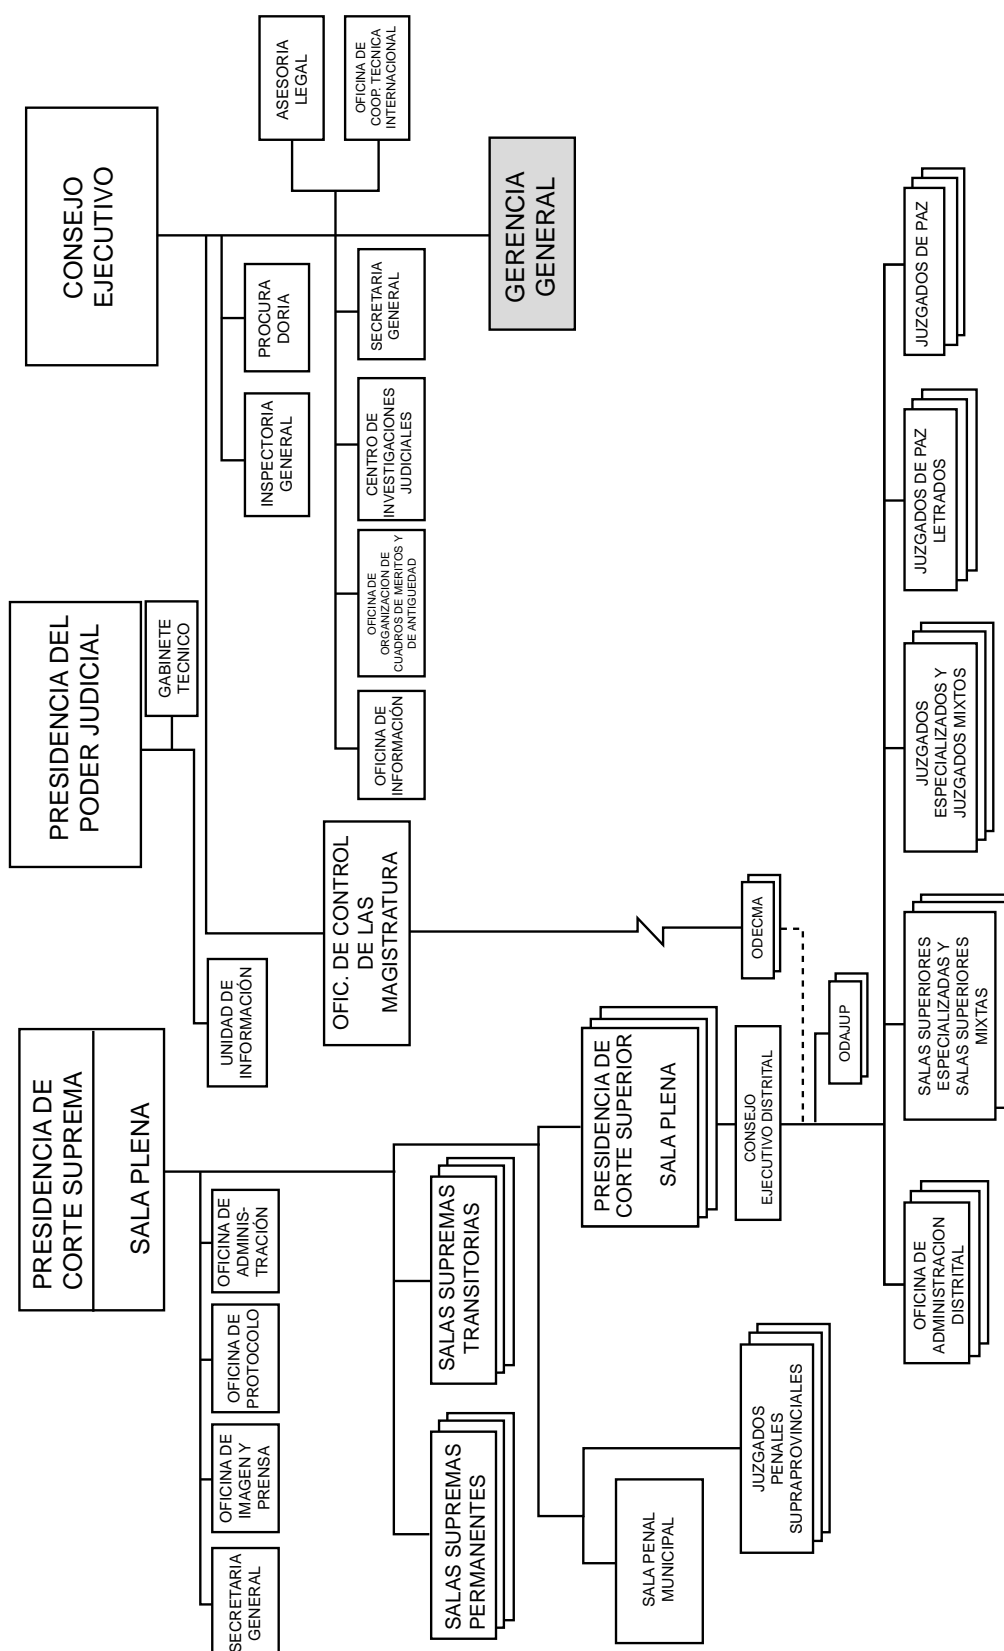 PRESIDENCIA DE
CORTE SUPREMA
SALA PLENA
PRESIDENCIA DEL
PODER JUDICIAL
CONSEJO
EJECUTIVO
GABINETE
TECNICO
UNIDAD DE
INFORMACIÓN
SECRETARIA
GENERAL
OFICINA DE
IMAGEN Y
PRENSA
OFICINA DE
PROTOCOLO
OFICINA DE
ADMINIS-
TRACIÓN
INSPECTORIA
GENERAL
PROCURA
DORIA
ASESORIA
LEGAL
OFICINA DE
COOP. TECNICA
INTERNACIONAL
OFIC. DE CONTROL
DE LAS
MAGISTRATURA
OFICINA DE
INFORMACIÓN
OFICINA DE
ORGANIZACION DE
CUADROS DE MERITOS Y
DE ANTIGUEDAD
CENTRO DE
INVESTIGACIONES
JUDICIALES
SECRETARIA
GENERAL
GERENCIA
GENERAL
SALAS SUPREMAS
PERMANENTES
SALAS SUPREMAS
TRANSITORIAS
PRESIDENCIA DE
CORTE SUPERIOR
SALA PLENA
SALA PENAL
MUNICIPAL
JUZGADOS
PENALES
SUPRAPROVINCIALES
CONSEJO
EJECUTIVO DISTRITAL
ODECMA
ODAJUP
OFICINA DE
ADMINISTRACION
DISTRITAL
SALAS SUPERIORES
ESPECIALIZADAS Y
SALAS SUPERIORES
MIXTAS
JUZGADOS
ESPECIALIZADOS Y
JUZGADOS MIXTOS
JUZGADOS DE PAZ
LETRADOS
JUZGADOS DE PAZ